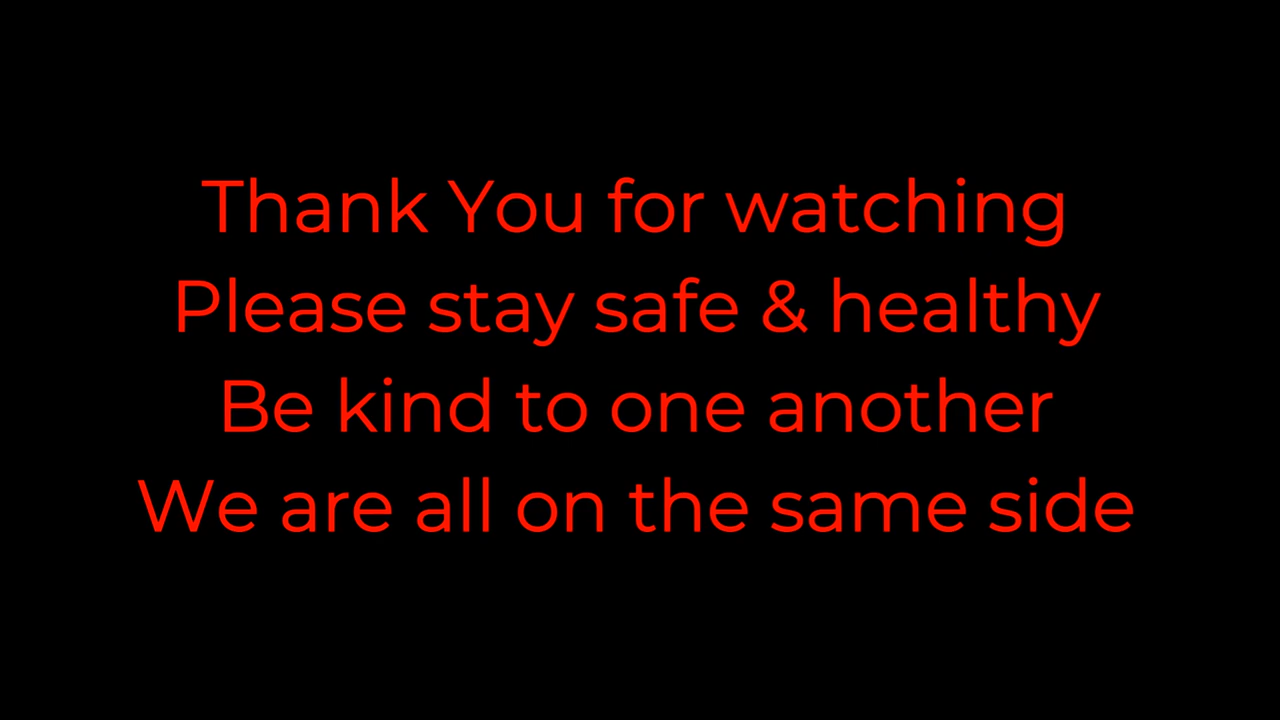 Thank You for watching
Please stay safe & healthy
Be kind to one another
We are all on the same side